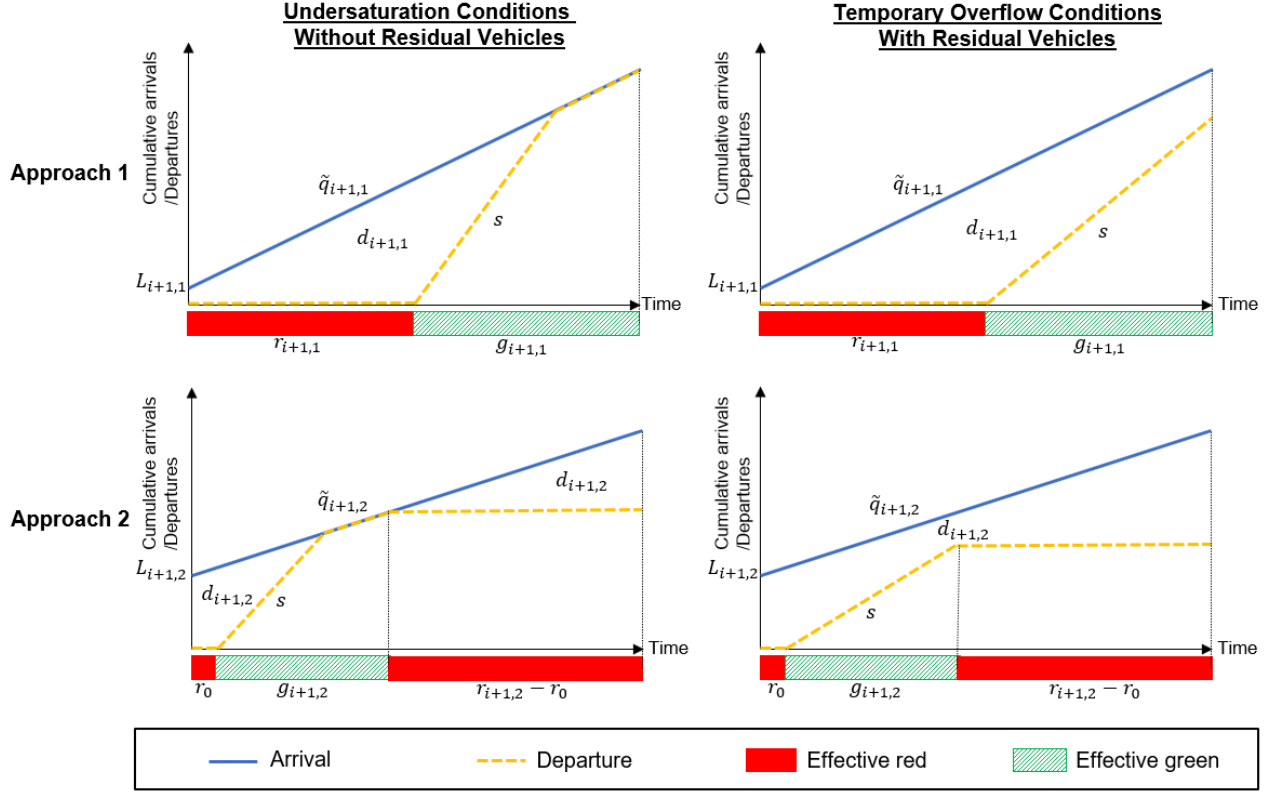 Undersaturation Conditions
Without Residual Vehicles
Temporary Overflow Conditions
With Residual Vehicles
Approach 1
Cumulative arrivals
/Departures
q̃ᵢ₊₁,₁
dᵢ₊₁,₁
s
Lᵢ₊₁,₁
Time
rᵢ₊₁,₁
gᵢ₊₁,₁
Cumulative arrivals
/Departures
q̃ᵢ₊₁,₁
dᵢ₊₁,₁
s
Lᵢ₊₁,₁
Time
rᵢ₊₁,₁
gᵢ₊₁,₁
Approach 2
Cumulative arrivals
/Departures
q̃ᵢ₊₁,₂
dᵢ₊₁,₂
Lᵢ₊₁,₂
dᵢ₊₁,₂
s
Time
r₀
gᵢ₊₁,₂
rᵢ₊₁,₂ − r₀
Cumulative arrivals
/Departures
q̃ᵢ₊₁,₂
dᵢ₊₁,₂
Lᵢ₊₁,₂
s
Time
r₀
gᵢ₊₁,₂
rᵢ₊₁,₂ − r₀
Arrival
Departure
Effective red
Effective green